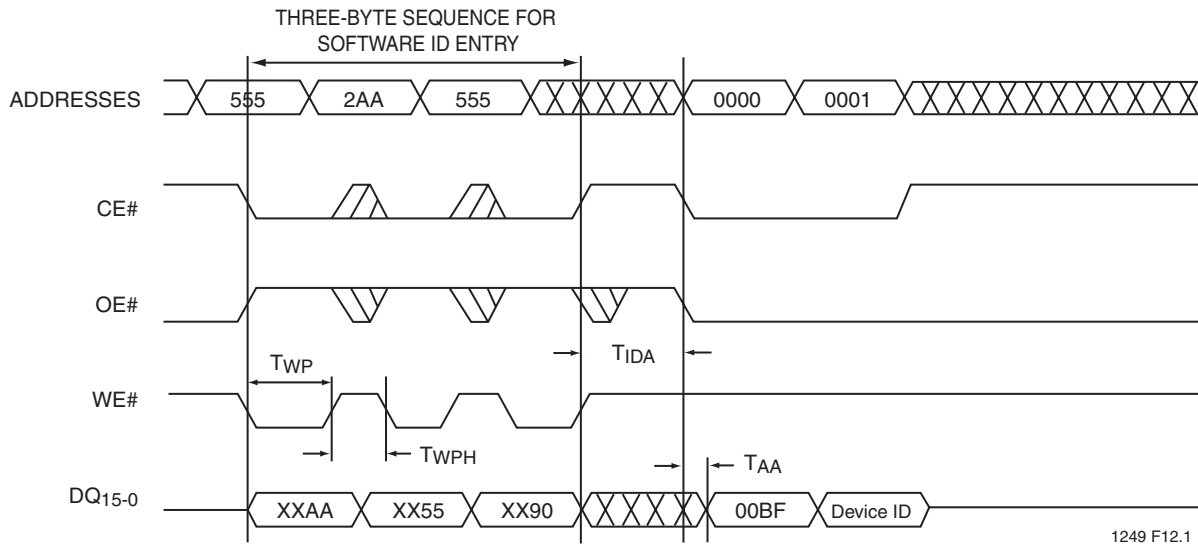 THREE-BYTE SEQUENCE FOR
SOFTWARE ID ENTRY
ADDRESSES 555 2AA 555 0000 0001
CE#
OE#
TWP TIDA
WE#
TWPH
TAA
DQ15-0 XXAA XX55 XX90 00BF Device ID
1249 F12.1